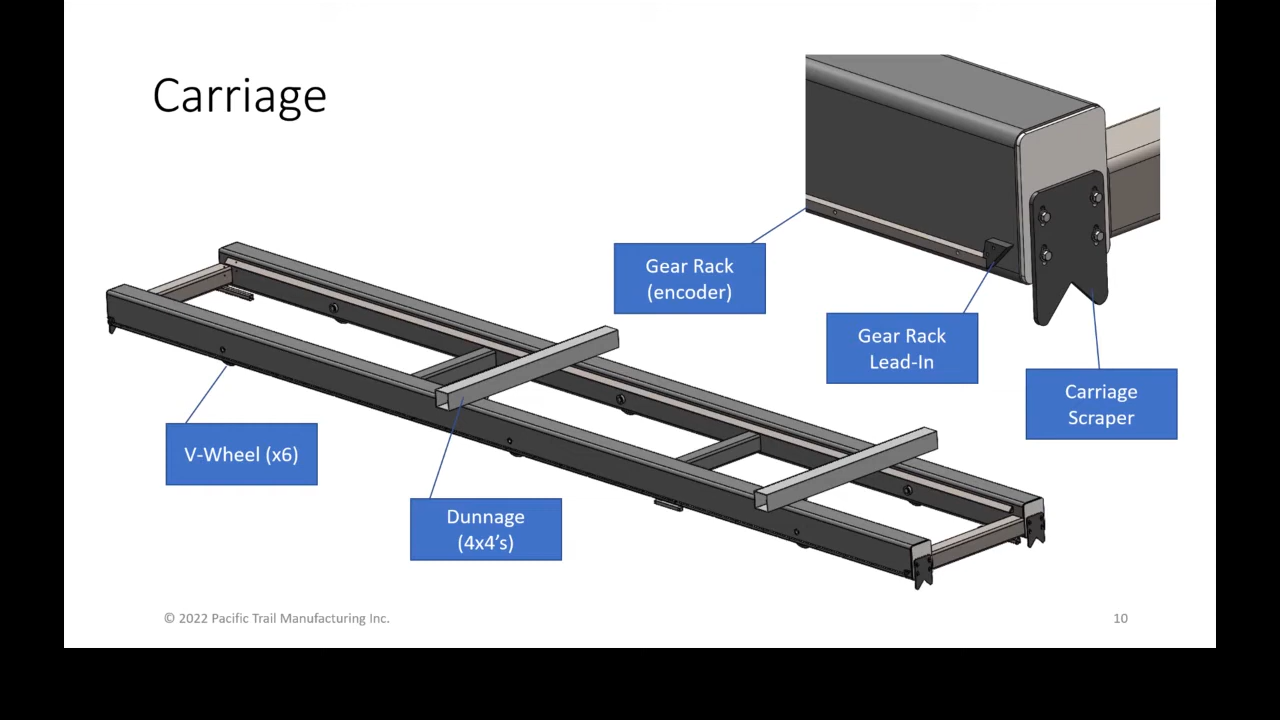 Carriage
Gear Rack
(encoder)
Gear Rack
Lead-In
Carriage
Scraper
V-Wheel (x6)
Dunnage
(4x4’s)
© 2022 Pacific Trail Manufacturing Inc.
10